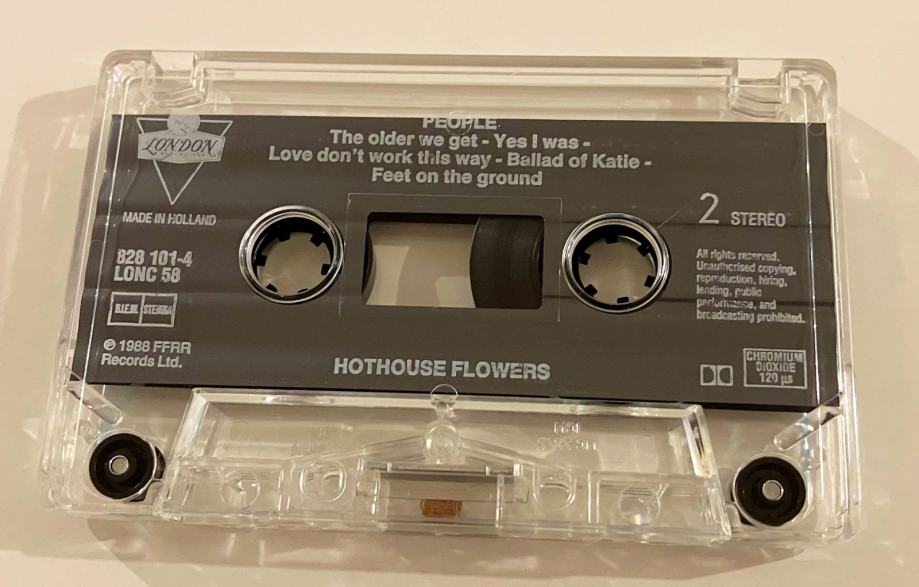 PEOPLE
The older we get - Yes I was -
Love don't work this way - Ballad of Katie -
Feet on the ground
LONDON
MADE IN HOLLAND
828 101-4
LONC 58
B.I.E.M. STEMRA
℗ 1988 FFRR
Records Ltd.
2 STEREO
All rights reserved.
Unauthorised copying,
reproduction, hiring,
lending, public
performance, and
broadcasting prohibited.
HOTHOUSE FLOWERS
CHROMIUM
DIOXIDE
120 µs